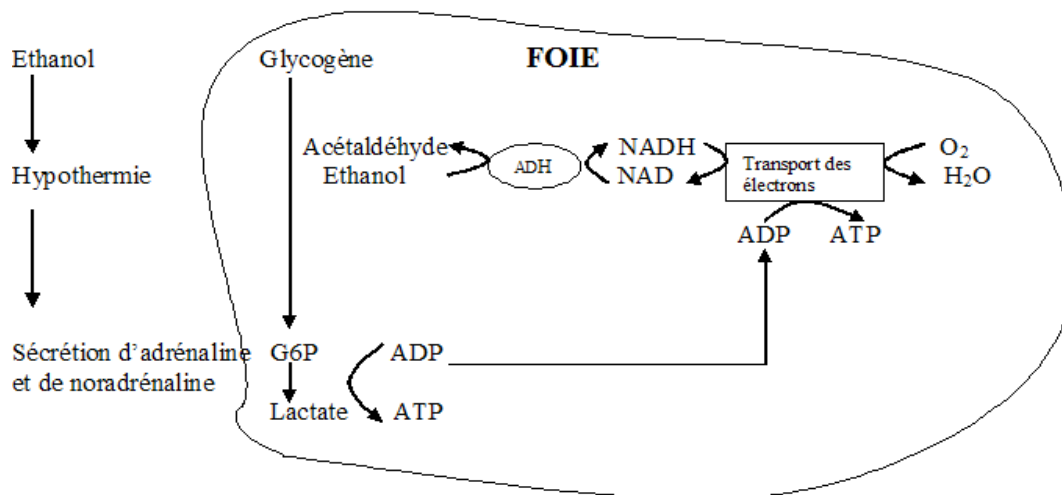 Ethanol
Glycogène
FOIE
Acétaldéhyde
Ethanol
ADH
NADH
NAD
Transport des
électrons
O₂
H₂O
Hypothermie
ADP
ATP
Sécrétion d'adrénaline
et de noradrénaline
G6P
ADP
Lactate
ATP